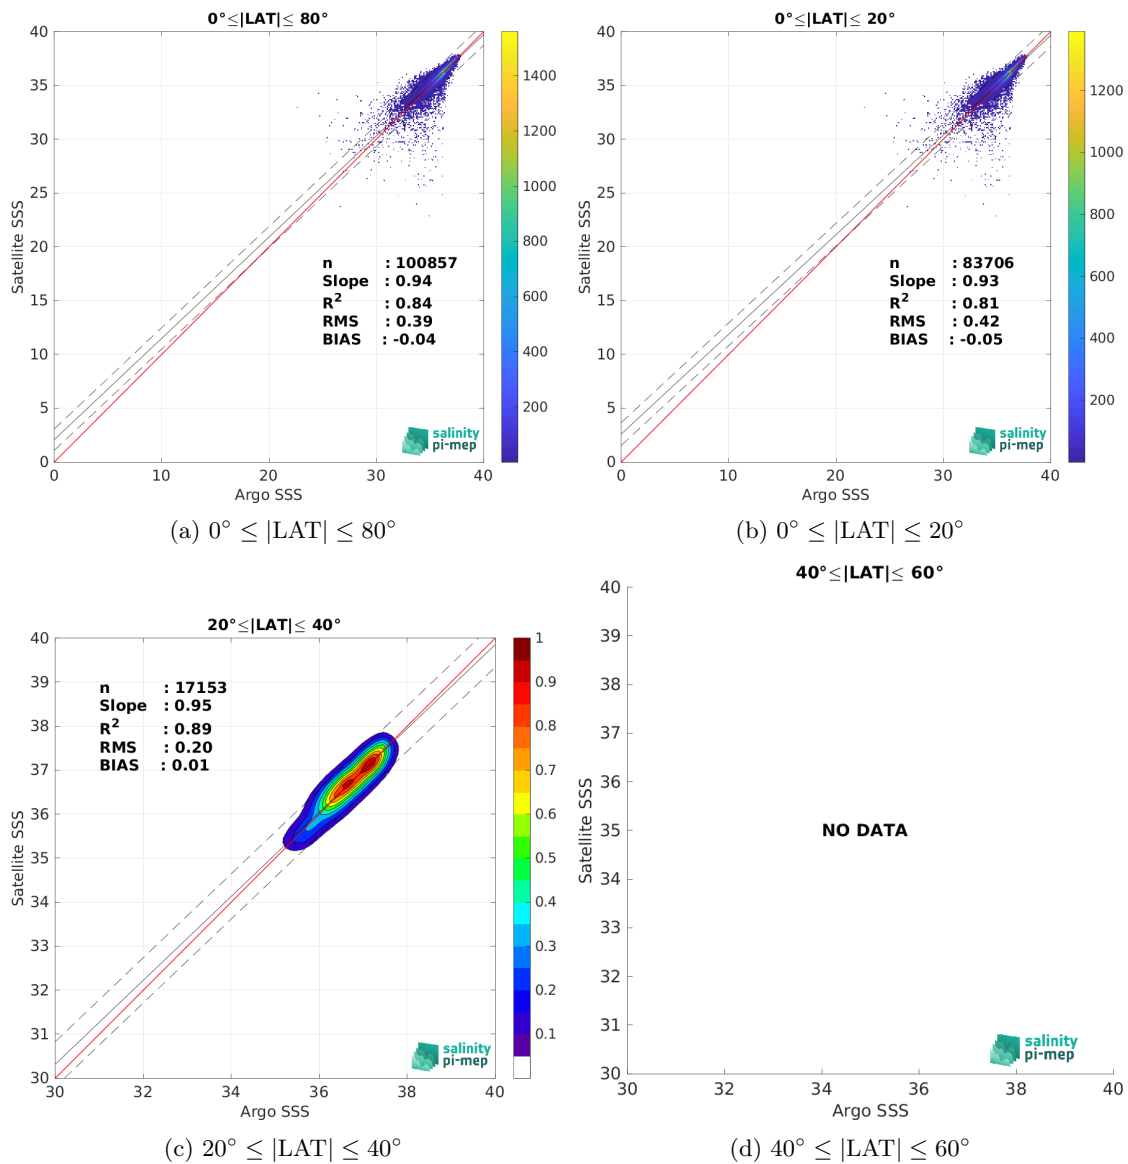 0°≤|LAT|≤ 80°
40
35
30
25
20
15
10
5
0
0
10
20
30
40
Satellite SSS
Argo SSS
n : 100857
Slope : 0.94
R² : 0.84
RMS : 0.39
BIAS : -0.04
1400
1200
1000
800
600
400
200
salinity
pi-mep
(a) 0° ≤ |LAT| ≤ 80°
0°≤|LAT|≤ 20°
40
35
30
25
20
15
10
5
0
0
10
20
30
40
Satellite SSS
Argo SSS
n : 83706
Slope : 0.93
R² : 0.81
RMS : 0.42
BIAS : -0.05
1200
1000
800
600
400
200
salinity
pi-mep
(b) 0° ≤ |LAT| ≤ 20°
20°≤|LAT|≤ 40°
40
39
38
37
36
35
34
33
32
31
30
30
32
34
36
38
40
Satellite SSS
Argo SSS
n : 17153
Slope : 0.95
R² : 0.89
RMS : 0.20
BIAS : 0.01
1
0.9
0.8
0.7
0.6
0.5
0.4
0.3
0.2
0.1
salinity
pi-mep
(c) 20° ≤ |LAT| ≤ 40°
40°≤|LAT|≤ 60°
40
39
38
37
36
35
34
33
32
31
30
30
32
34
36
38
40
Satellite SSS
Argo SSS
NO DATA
salinity
pi-mep
(d) 40° ≤ |LAT| ≤ 60°